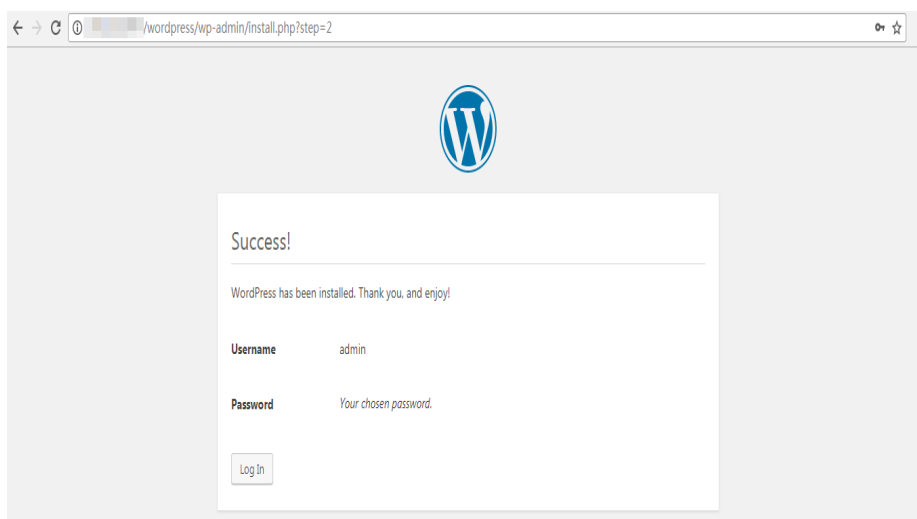 /wordpress/wp-admin/install.php?step=2
Success!
WordPress has been installed. Thank you, and enjoy!
Username admin
Password Your chosen password.
Log In